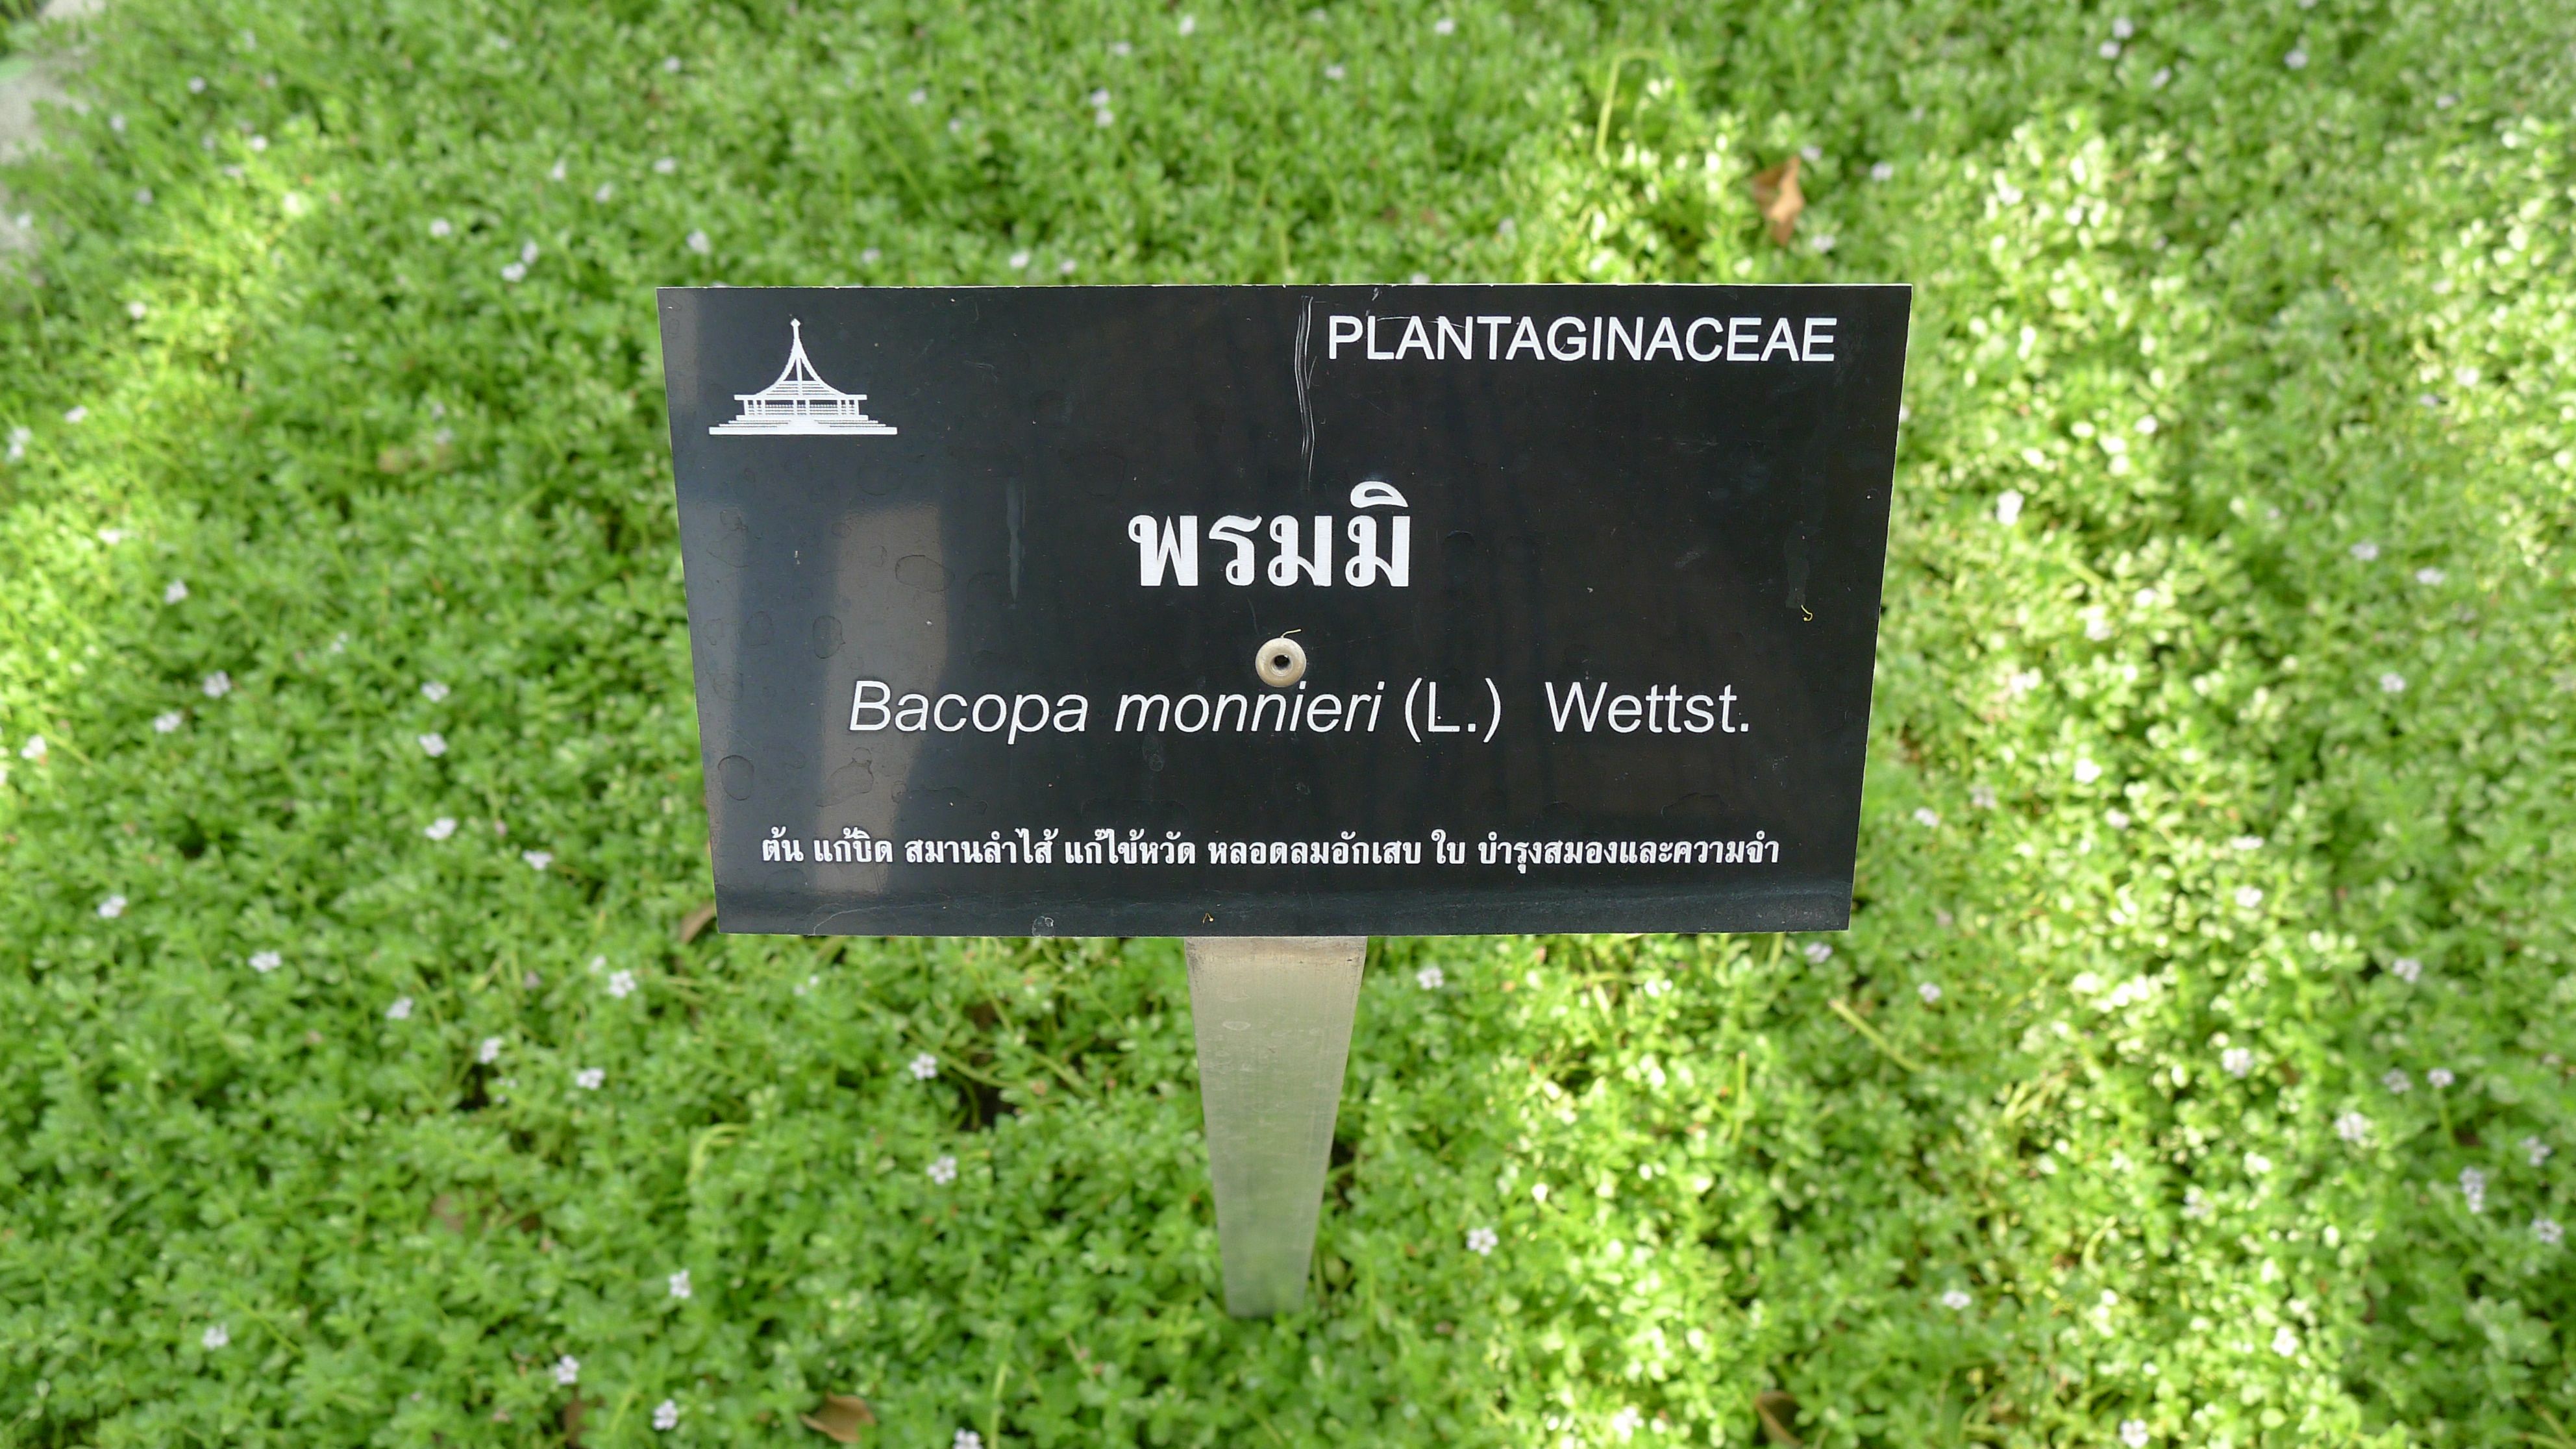 PLANTAGINACEAE
พรมมิ
Bacopa monnieri (L.) Wettst.
ต้น แก้บิด สมานลำไส้ แก้ไข้หวัด หลอดลมอักเสบ ใบ บำรุงสมองและความจำ